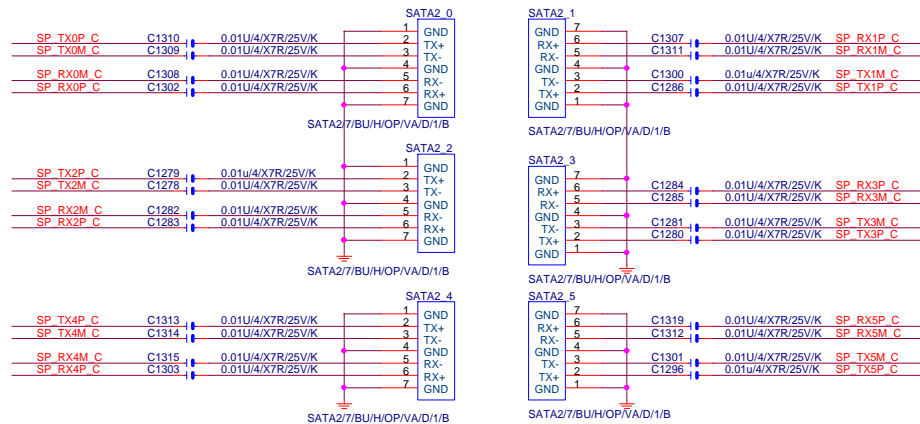 SATA2_0 SATA2_1
1 GND GND 7
SP_TX0P_C C1310 0.01U/4/X7R/25V/K 2 TX+ RX+ 6 C1307 0.01U/4/X7R/25V/K SP_RX1P_C
SP_TX0M_C C1309 0.01U/4/X7R/25V/K 3 TX- RX- 5 C1311 0.01U/4/X7R/25V/K SP_RX1M_C
4 GND GND 4
SP_RX0M_C C1308 0.01U/4/X7R/25V/K 5 RX- TX- 3 C1300 0.01u/4/X7R/25V/K SP_TX1M_C
SP_RX0P_C C1302 0.01U/4/X7R/25V/K 6 RX+ TX+ 2 C1286 0.01U/4/X7R/25V/K SP_TX1P_C
7 GND GND 1
SATA2/7/BU/H/OP/VA/D/1/B SATA2/7/BU/H/OP/VA/D/1/B
SATA2_2 SATA2_3
1 GND GND 7
SP_TX2P_C C1279 0.01u/4/X7R/25V/K 2 TX+ RX+ 6 C1284 0.01U/4/X7R/25V/K SP_RX3P_C
SP_TX2M_C C1278 0.01U/4/X7R/25V/K 3 TX- RX- 5 C1285 0.01U/4/X7R/25V/K SP_RX3M_C
4 GND GND 4
SP_RX2M_C C1282 0.01U/4/X7R/25V/K 5 RX- TX- 3 C1281 0.01U/4/X7R/25V/K SP_TX3M_C
SP_RX2P_C C1283 0.01U/4/X7R/25V/K 6 RX+ TX+ 2 C1280 0.01U/4/X7R/25V/K SP_TX3P_C
7 GND GND 1
SATA2/7/BU/H/OP/VA/D/1/B SATA2/7/BU/H/OP/VA/D/1/B
SATA2_4 SATA2_5
1 GND GND 7
SP_TX4P_C C1313 0.01U/4/X7R/25V/K 2 TX+ RX+ 6 C1319 0.01U/4/X7R/25V/K SP_RX5P_C
SP_TX4M_C C1314 0.01U/4/X7R/25V/K 3 TX- RX- 5 C1312 0.01U/4/X7R/25V/K SP_RX5M_C
4 GND GND 4
SP_RX4M_C C1315 0.01U/4/X7R/25V/K 5 RX- TX- 3 C1301 0.01U/4/X7R/25V/K SP_TX5M_C
SP_RX4P_C C1303 0.01U/4/X7R/25V/K 6 RX+ TX+ 2 C1296 0.01u/4/X7R/25V/K SP_TX5P_C
7 GND GND 1
SATA2/7/BU/H/OP/VA/D/1/B SATA2/7/BU/H/OP/VA/D/1/B